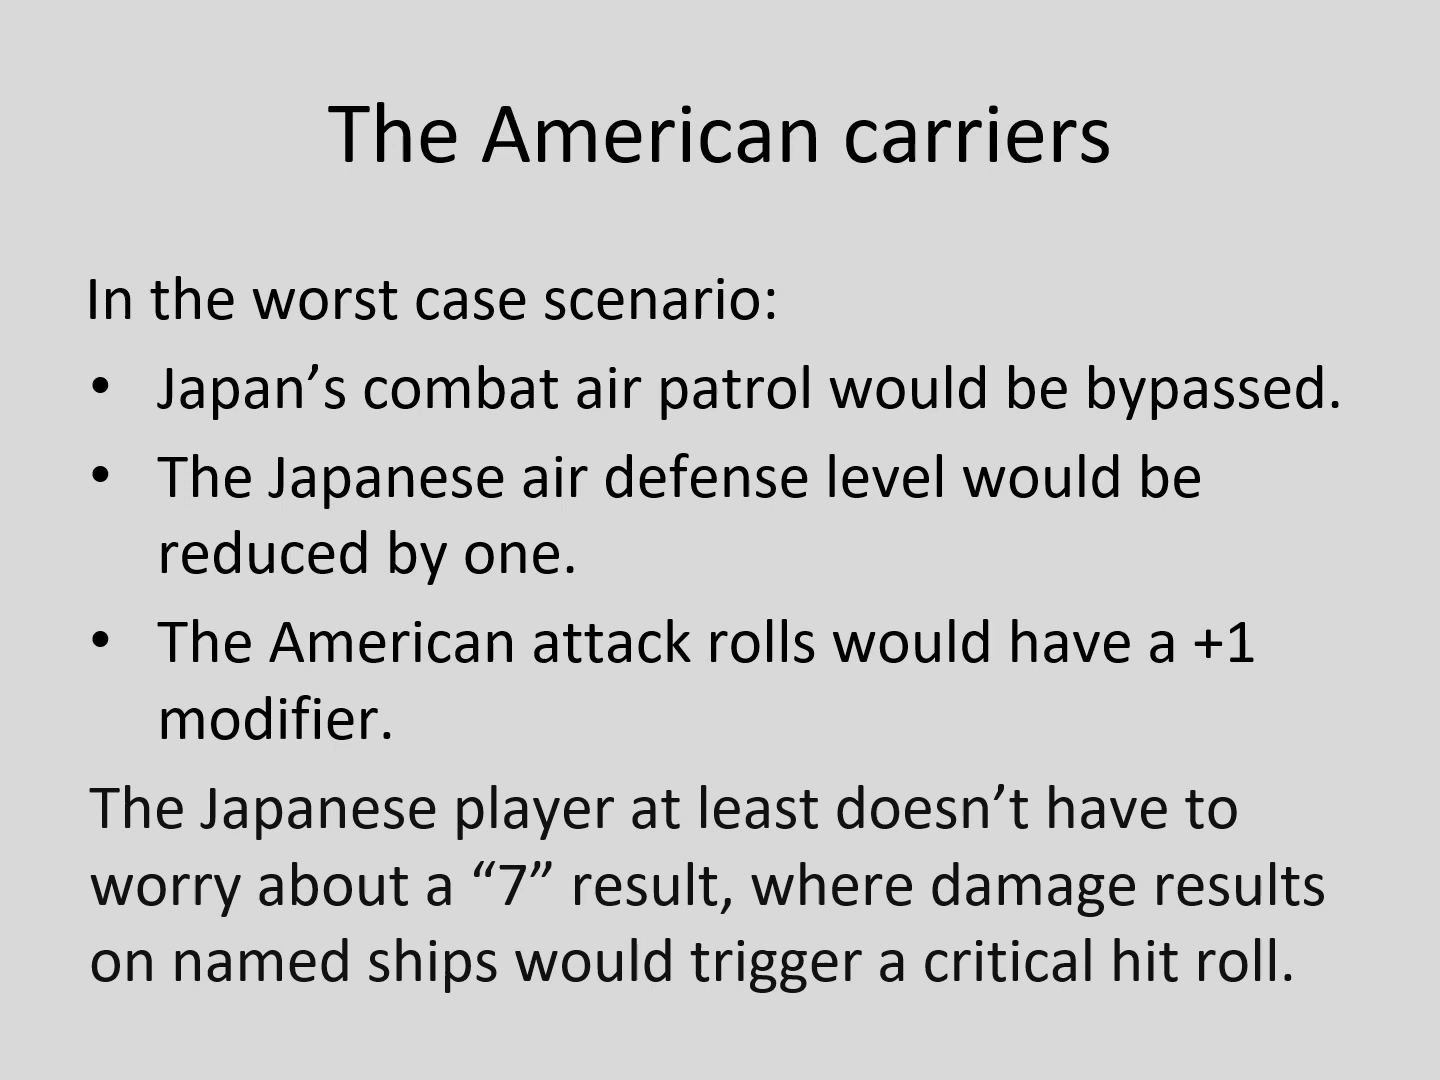 The American carriers
In the worst case scenario:
• Japan’s combat air patrol would be bypassed.
• The Japanese air defense level would be
reduced by one.
• The American attack rolls would have a +1
modifier.
The Japanese player at least doesn’t have to
worry about a “7” result, where damage results
on named ships would trigger a critical hit roll.